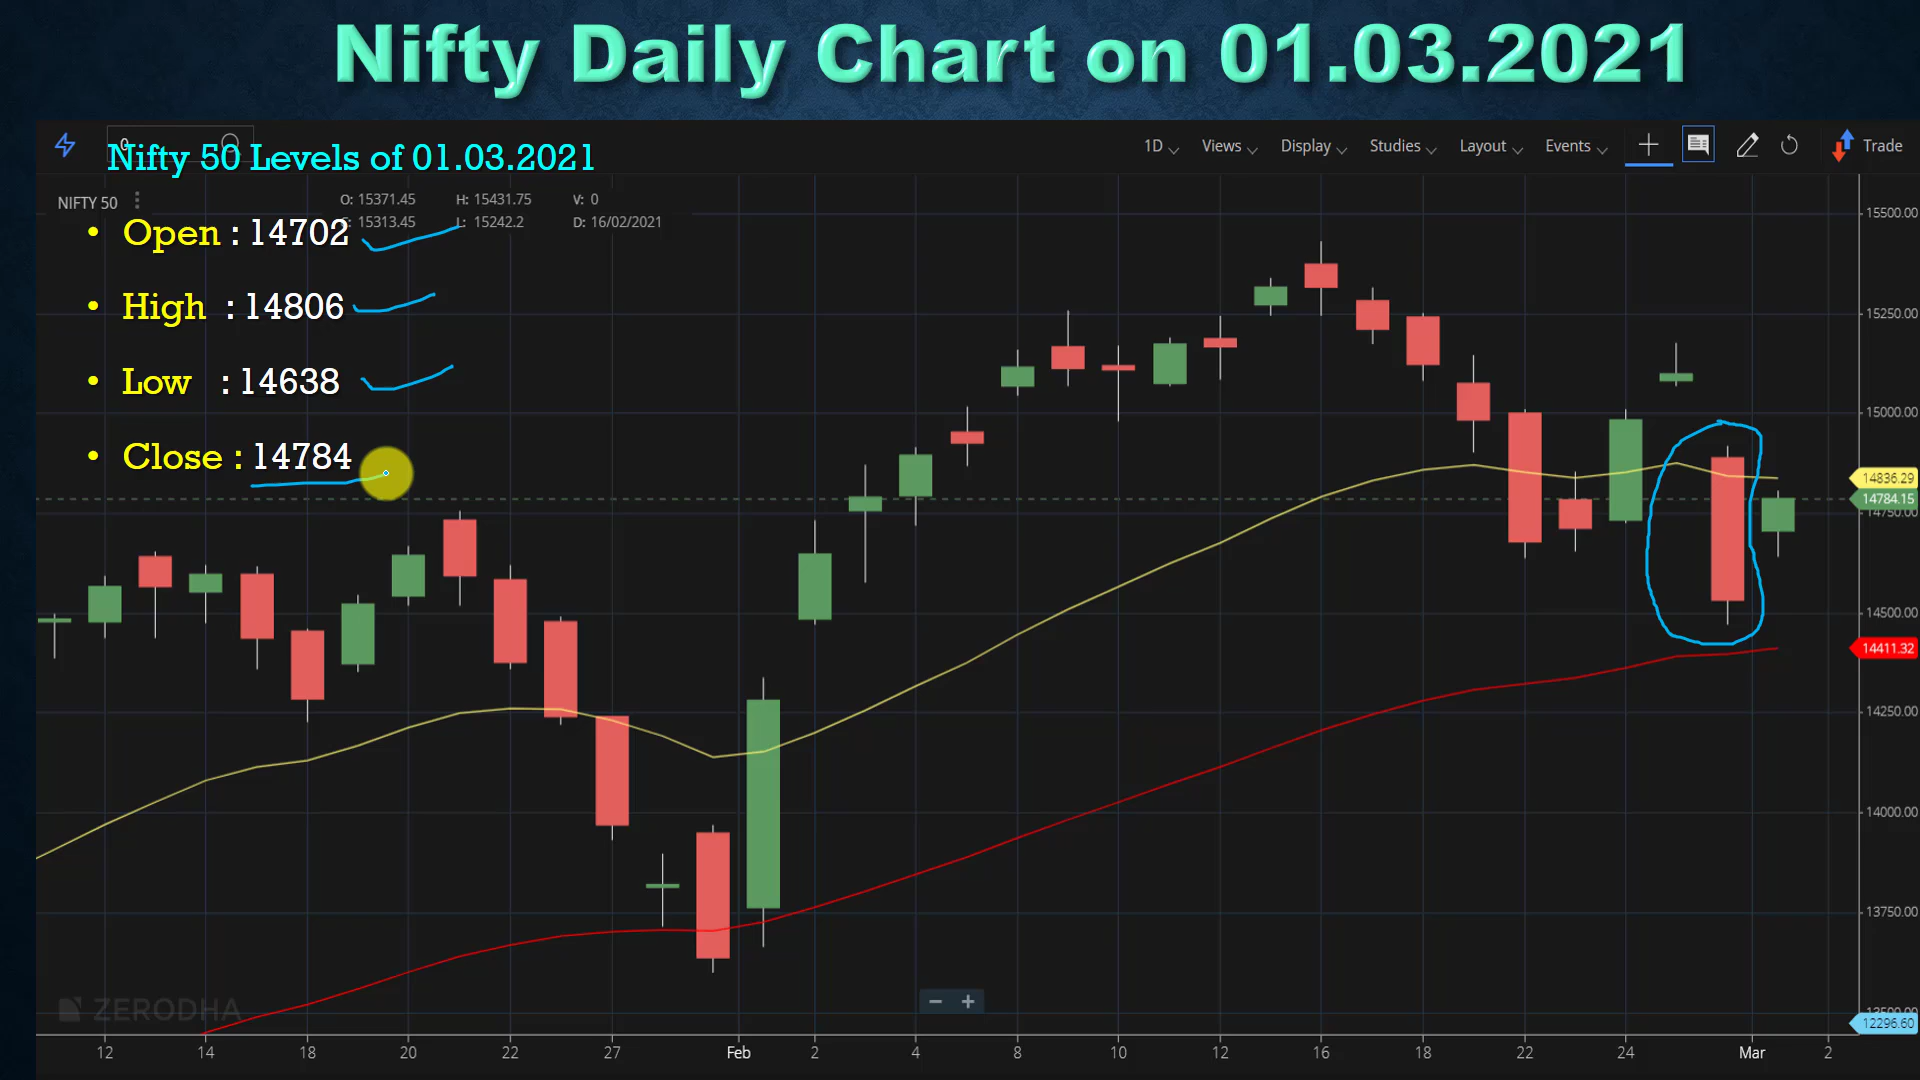 Nifty Daily Chart on 01.03.2021
Nifty 50 Levels of 01.03.2021
1D Views Display Studies Layout Events Trade
NIFTY 50
O: 15371.45 H: 15431.75 V: 0
15313.45 L: 15242.2 D: 16/02/2021
• Open : 14702
• High : 14806
• Low : 14638
• Close : 14784
15500.00
15250.00
15000.00
14836.29
14784.15
14750.00
14500.00
14411.32
14250.00
14000.00
13750.00
13500.00
12296.60
ZERODHA
12 14 18 20 22 27 Feb 2 4 8 10 12 16 18 22 24 Mar 2